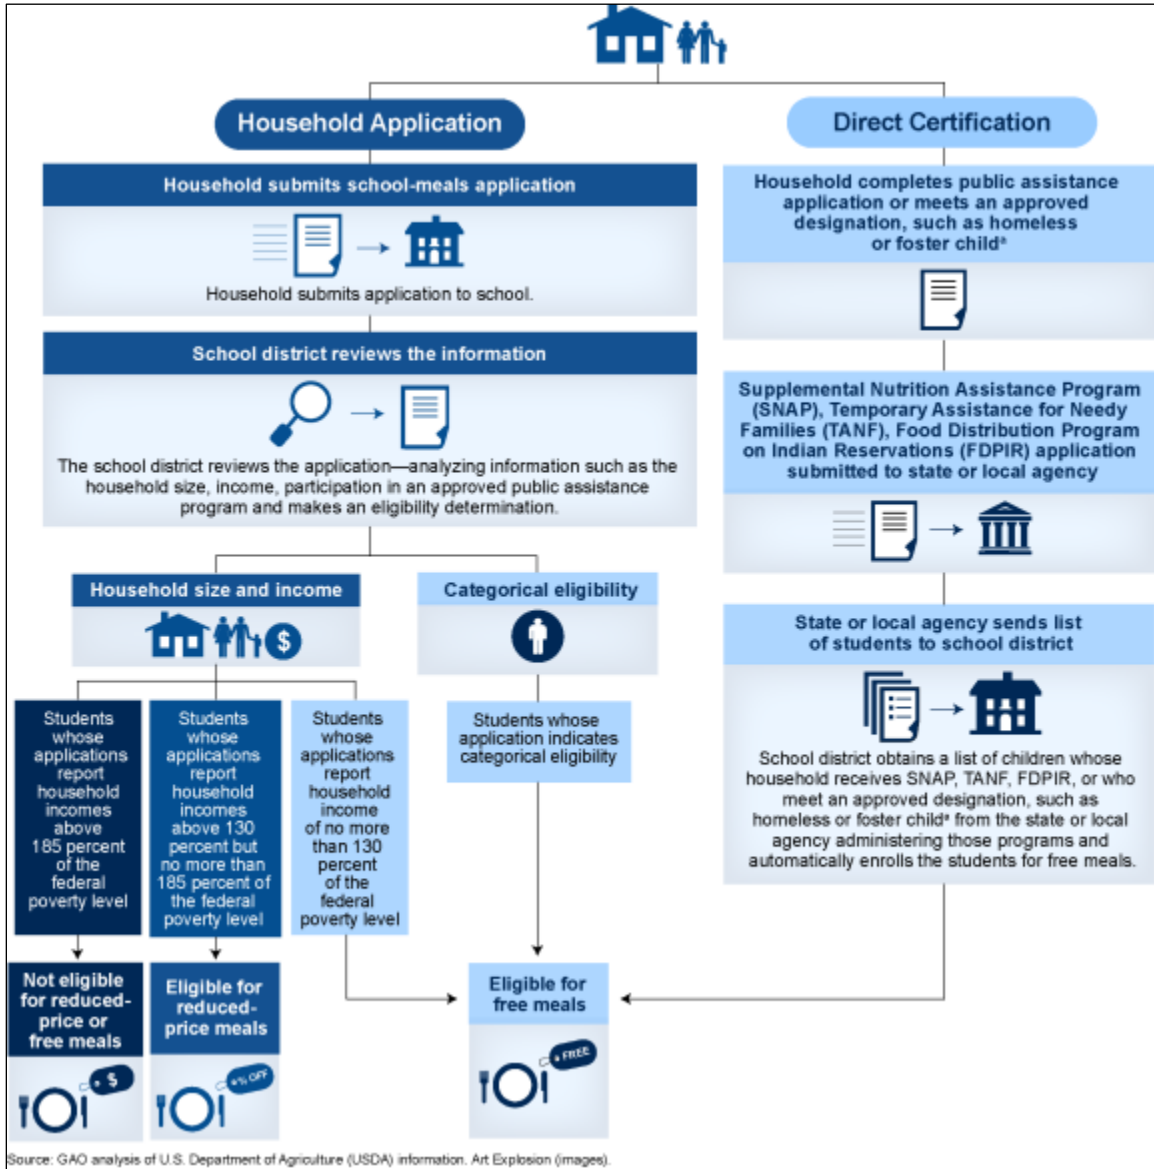 Household Application
Household submits school-meals application
Household submits application to school.
School district reviews the information
The school district reviews the application—analyzing information such as the
household size, income, participation in an approved public assistance
program and makes an eligibility determination.
Household size and income
$
Students
whose
applications
report
household
incomes
above
185 percent
of the
federal
poverty level
Not eligible
for reduced-
price or
free meals
$
Students
whose
applications
report
household
incomes
above 130
percent but
no more than
185 percent of
the federal
poverty level
Eligible for
reduced-
price meals
% OFF
Students
whose
applications
report
household
income
of no more
than 130
percent
of the
federal
poverty level
Categorical eligibility
Students whose
application indicates
categorical eligibility
Eligible for
free meals
FREE
Direct Certification
Household completes public assistance
application or meets an approved
designation, such as homeless
or foster childᵃ
Supplemental Nutrition Assistance Program
(SNAP), Temporary Assistance for Needy
Families (TANF), Food Distribution Program
on Indian Reservations (FDPIR) application
submitted to state or local agency
State or local agency sends list
of students to school district
School district obtains a list of children whose
household receives SNAP, TANF, FDPIR, or who
meet an approved designation, such as
homeless or foster childᵃ from the state or local
agency administering those programs and
automatically enrolls the students for free meals.
Source: GAO analysis of U.S. Department of Agriculture (USDA) information. Art Explosion (images).